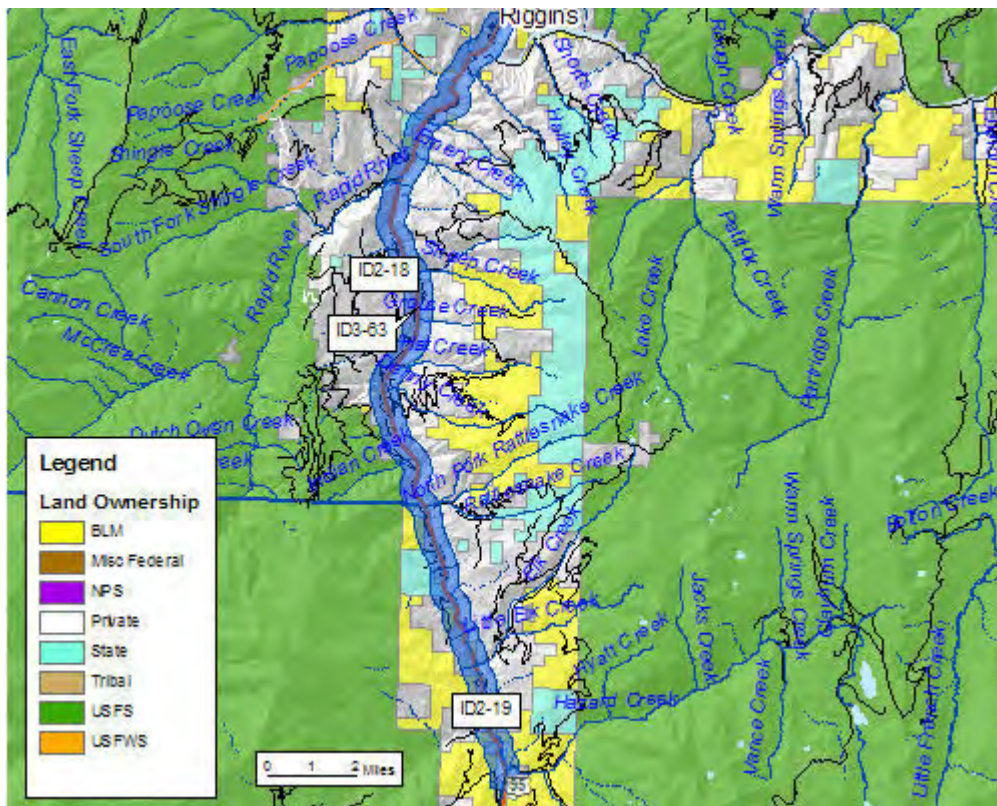 Riggins
Papoose Creek
East Fork Sheep Creek
Papoose Creek
Shingle Creek
South Fork Shingle Creek
Rapid River
Rapid River
Shorts Creek
Hailey Creek
Warm Springs Creek
Sheep Creek
Lake Creek
Partridge Creek
ID2-18
Grouse Creek
ID3-63
Cannon Creek
McCrea Creek
Dutch Oven Creek
Indian Creek
North Fork Rattlesnake Creek
Rattlesnake Creek
Elk Creek
Little Elk Creek
Wyatt Creek
Jacks Creek
Warm Springs Creek
Vance Creek
Hazard Creek
Little French Creek
ID2-19
95
Legend
Land Ownership
BLM
Misc Federal
NPS
Private
State
Tribal
USFS
USFWS
0 1 2
Miles